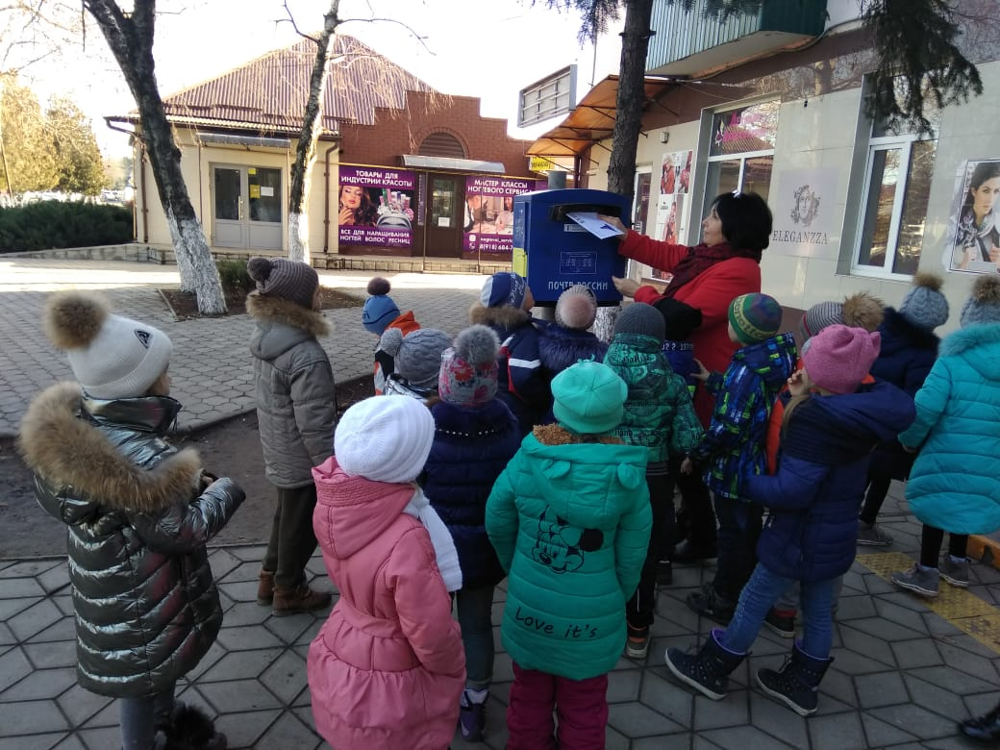 ТОВАРЫ ДЛЯ
ИНДУСТРИИ КРАСОТЫ
ВСЕ ДЛЯ НАРАЩИВАНИЯ
НОГТЕЙ ВОЛОС РЕСНИЦ
МАСТЕР КЛАССЫ
НОГТЕВОГО СЕРВИСА
ПОЧТА РОССИИ
ELEGANZZA
Love it's